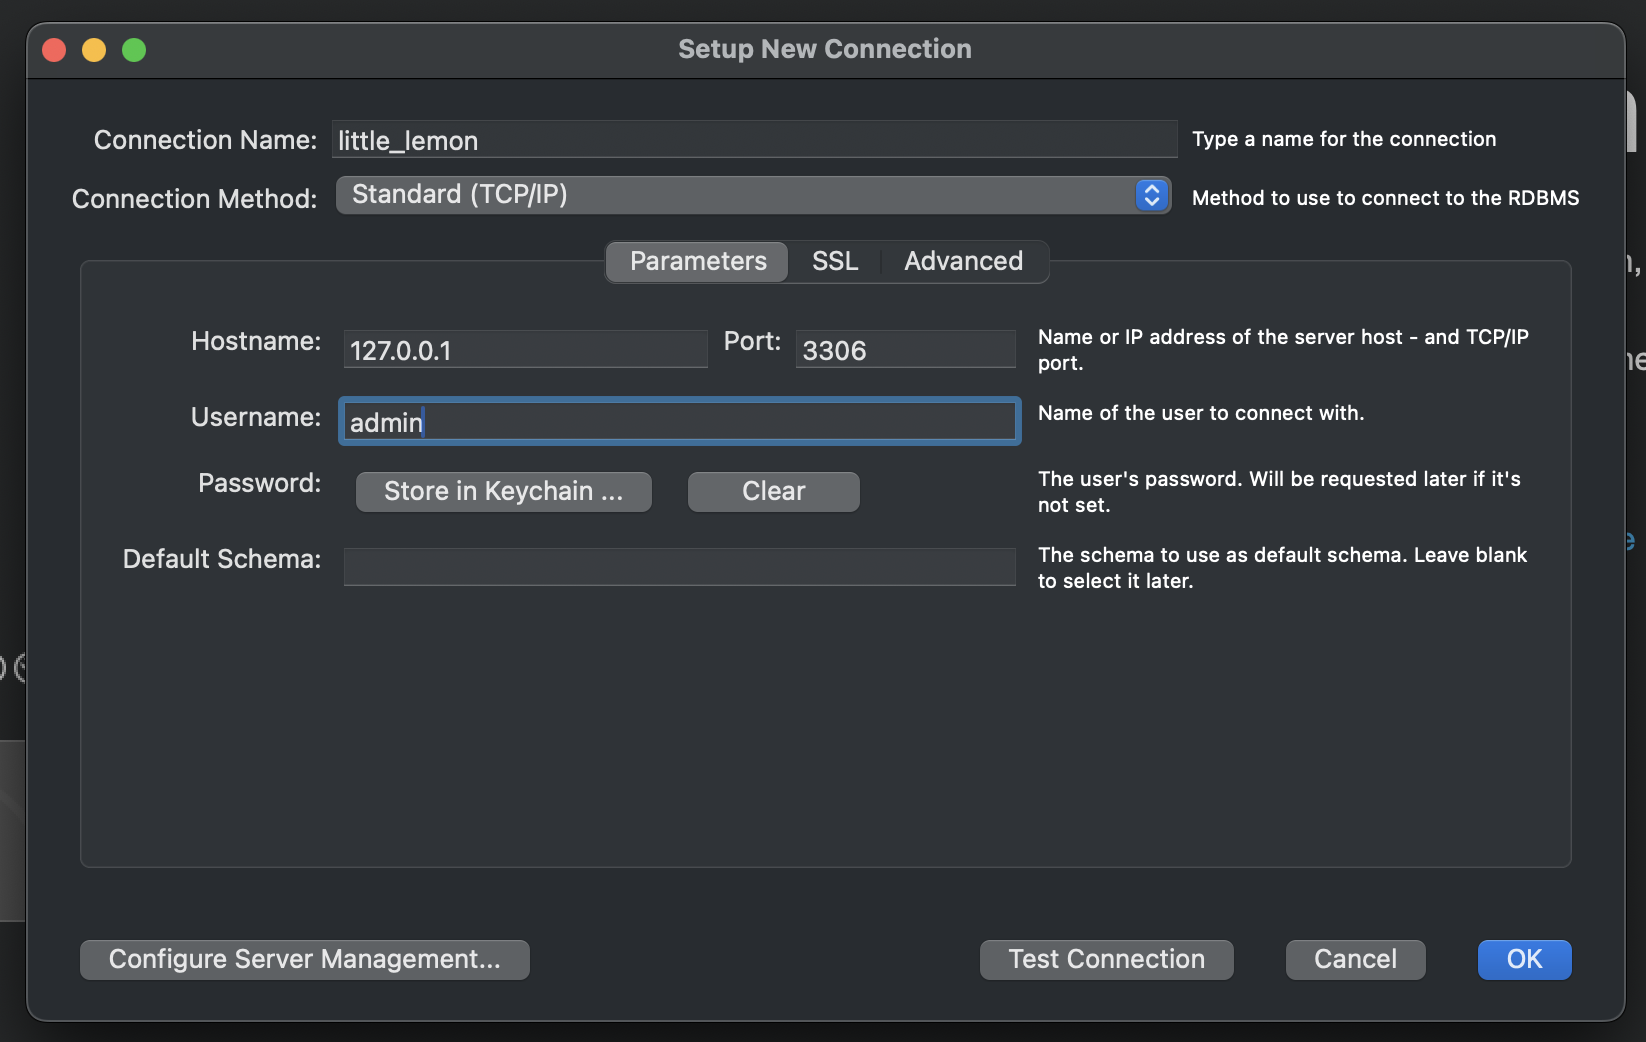 Setup New Connection
Connection Name: little_lemon Type a name for the connection
Connection Method: Standard (TCP/IP) Method to use to connect to the RDBMS
Parameters SSL Advanced
Hostname: 127.0.0.1 Port: 3306 Name or IP address of the server host - and TCP/IP
port.
Username: admin Name of the user to connect with.
Password: Store in Keychain ... Clear The user's password. Will be requested later if it's
not set.
Default Schema: The schema to use as default schema. Leave blank
to select it later.
Configure Server Management... Test Connection Cancel OK